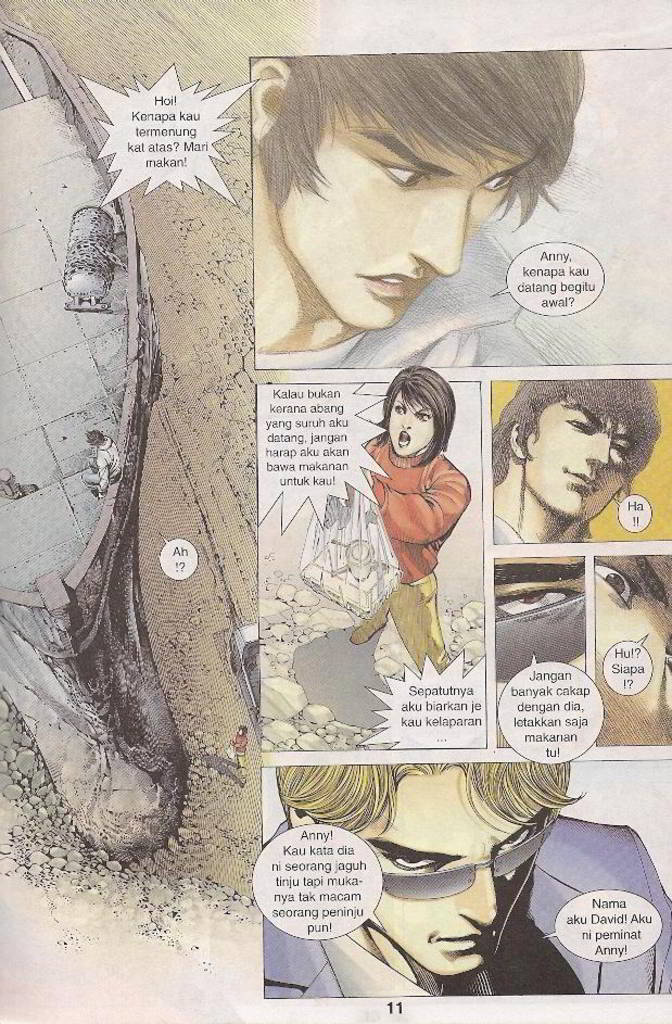 Hoi!
Kenapa kau
termenung
kat atas? Mari
makan!
Anny,
kenapa kau
datang begitu
awal?
Ah
!?
Kalau bukan
kerana abang
yang suruh aku
datang, jangan
harap aku akan
bawa makanan
untuk kau!
Sepatutnya
aku biarkan je
kau kelaparan
...
Ha
!!
Jangan
banyak cakap
dengan dia,
letakkan saja
makanan
tu!
Hu!?
Siapa
!?
Anny!
Kau kata dia
ni seorang jaguh
tinju tapi muka-
nya tak macam
seorang peninju
pun!
Nama
aku David! Aku
ni peminat
Anny!
11